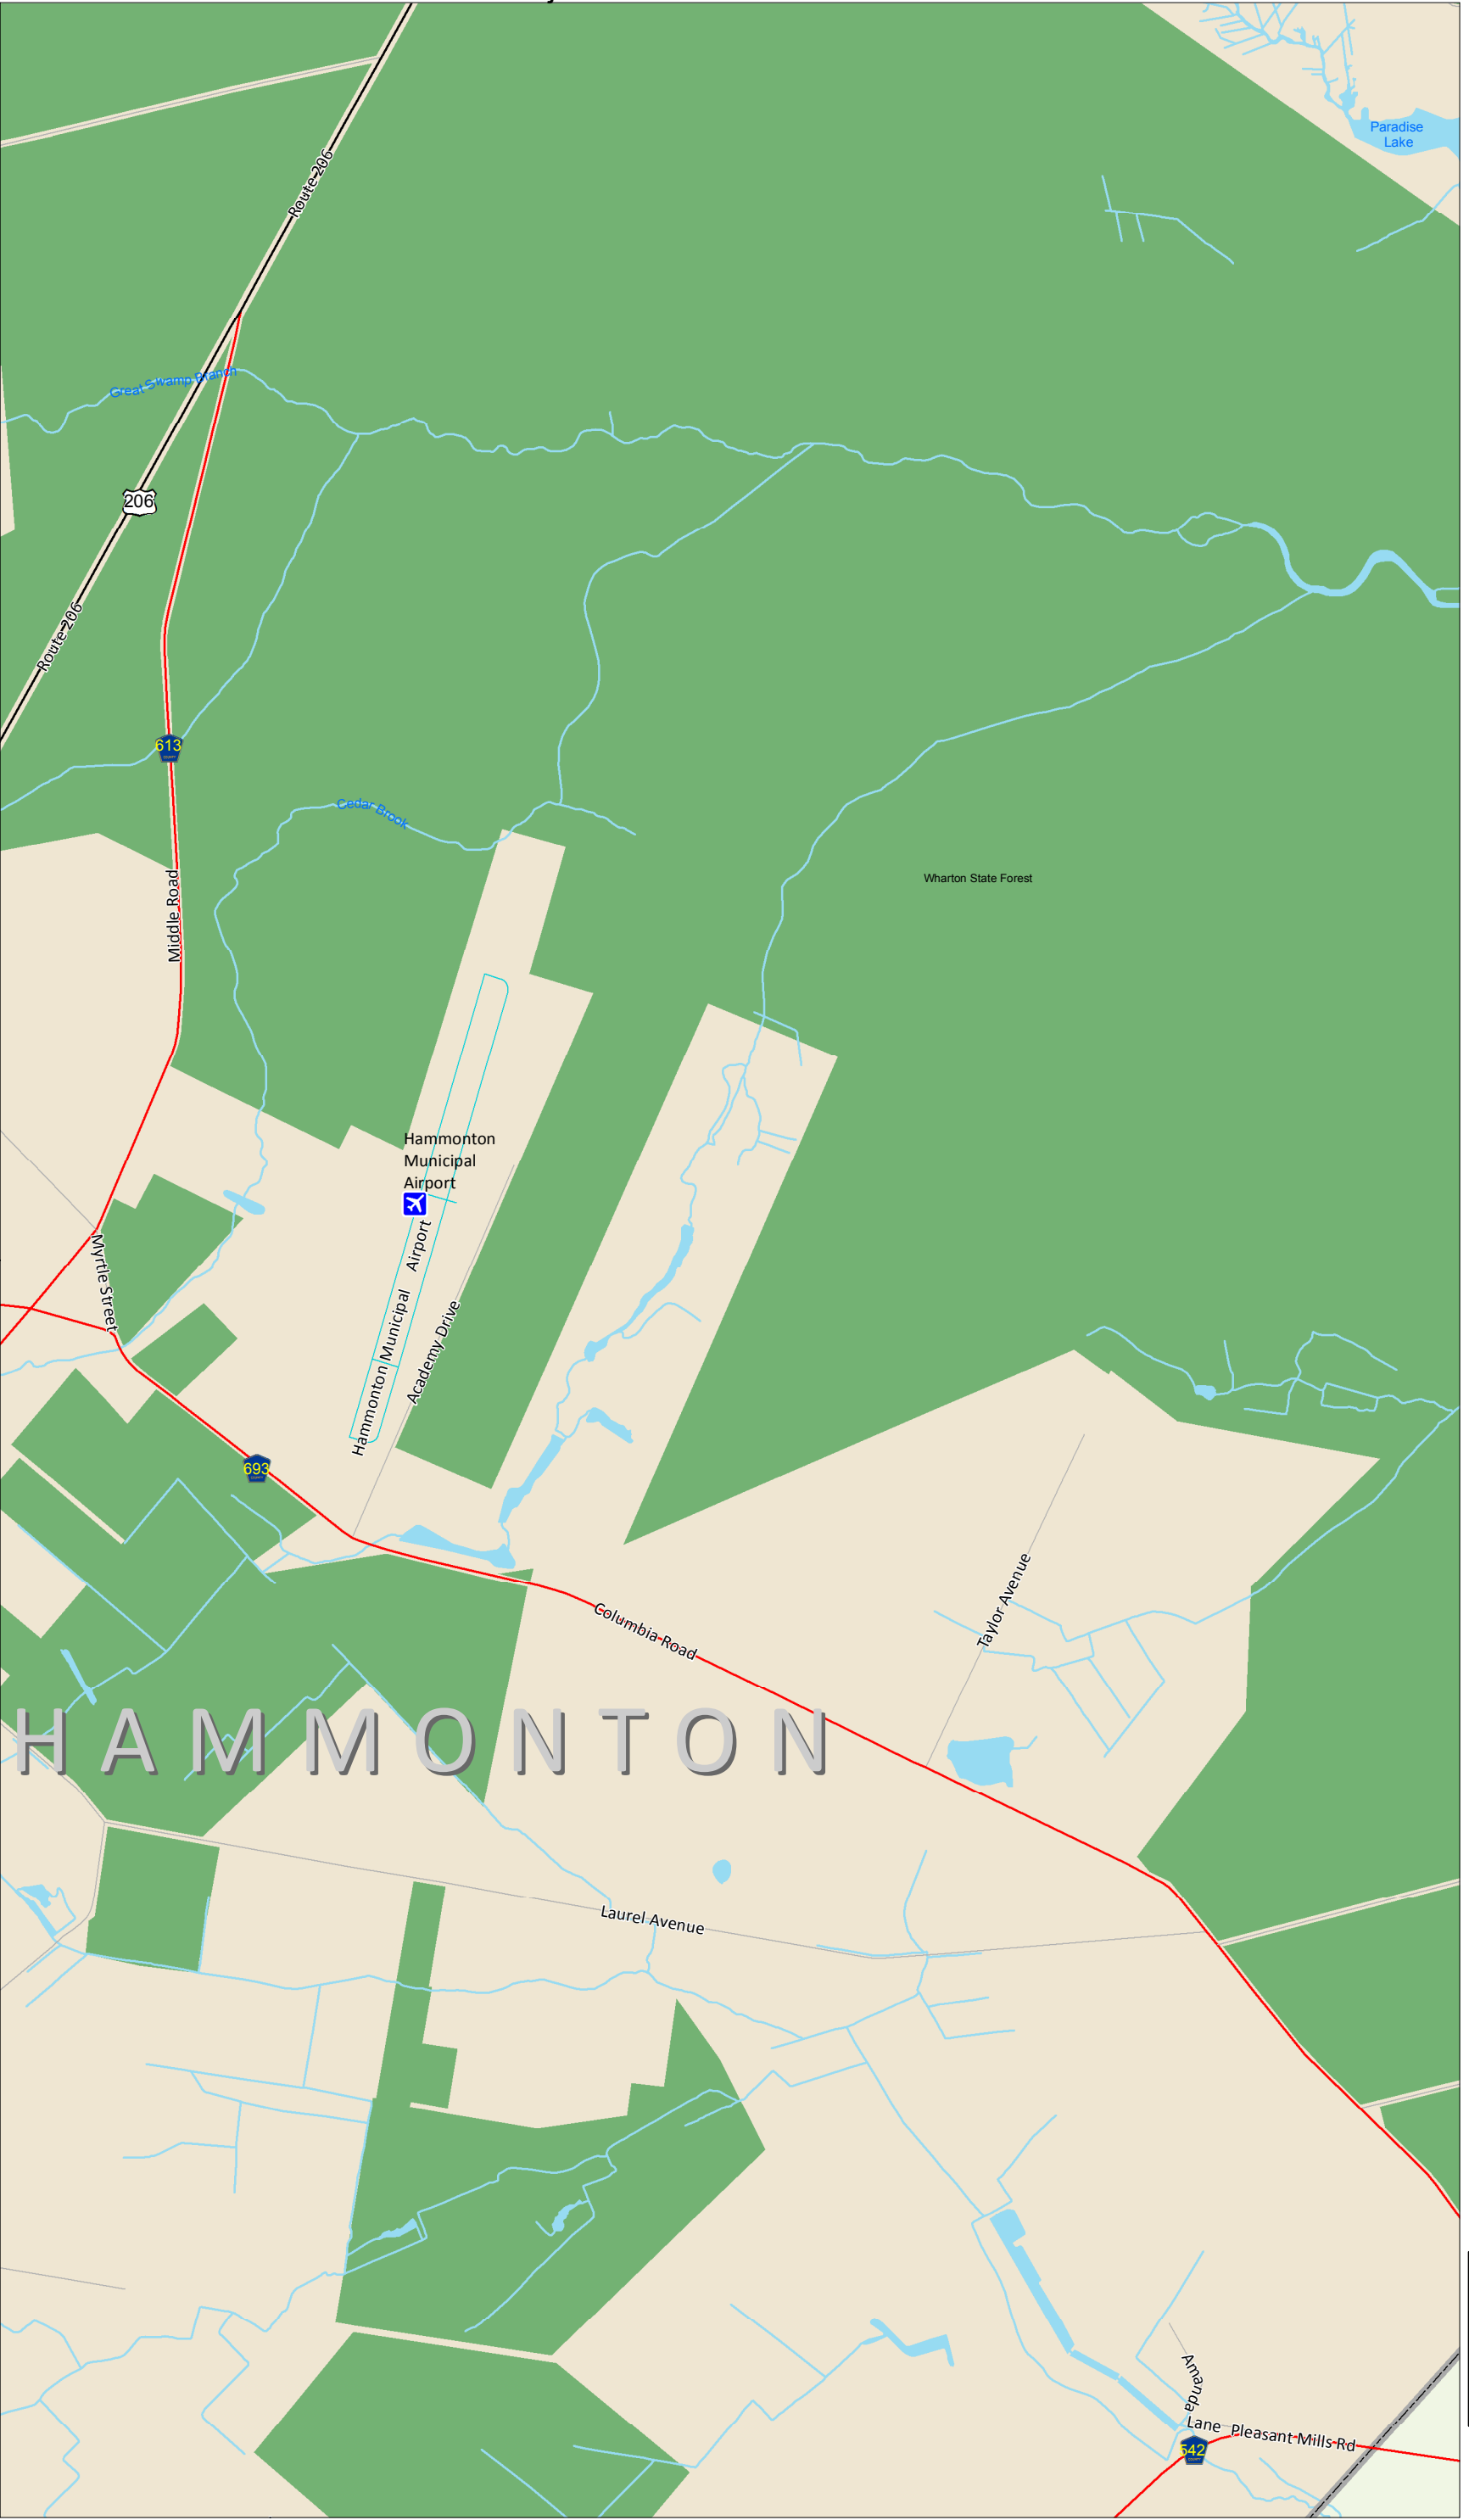 Paradise
Lake
Route 206
Great Swamp Branch
206
Route 206
613
Cedar Brook
Middle Road
Wharton State Forest
Hammonton
Municipal
Airport
Hammonton Municipal Airport
Myrtle Street
Academy Drive
693
Columbia Road
Taylor Avenue
HAMMONTON
Laurel Avenue
Amanda
Lane
Pleasant Mills Rd
542